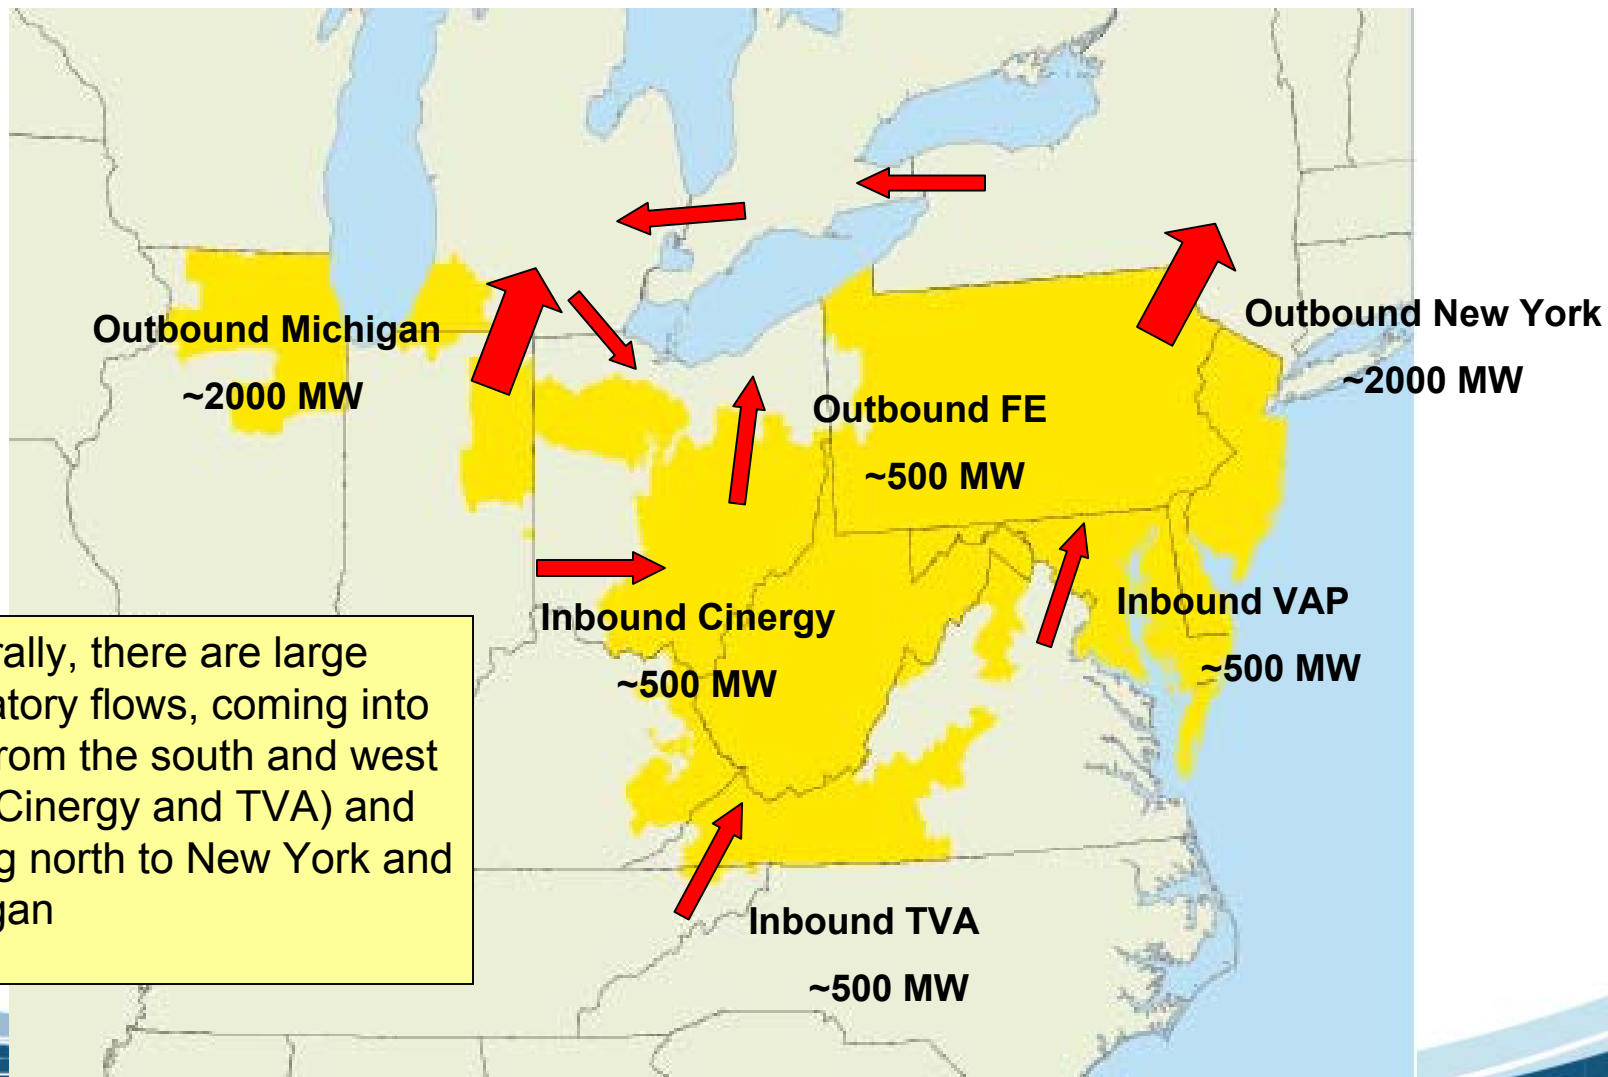 Outbound Michigan
~2000 MW
Outbound New York
~2000 MW
Outbound FE
~500 MW
Inbound Cinergy
~500 MW
Inbound VAP
~500 MW
rally, there are large
atory flows, coming into
rom the south and west
Cinergy and TVA) and
g north to New York and
gan
Inbound TVA
~500 MW